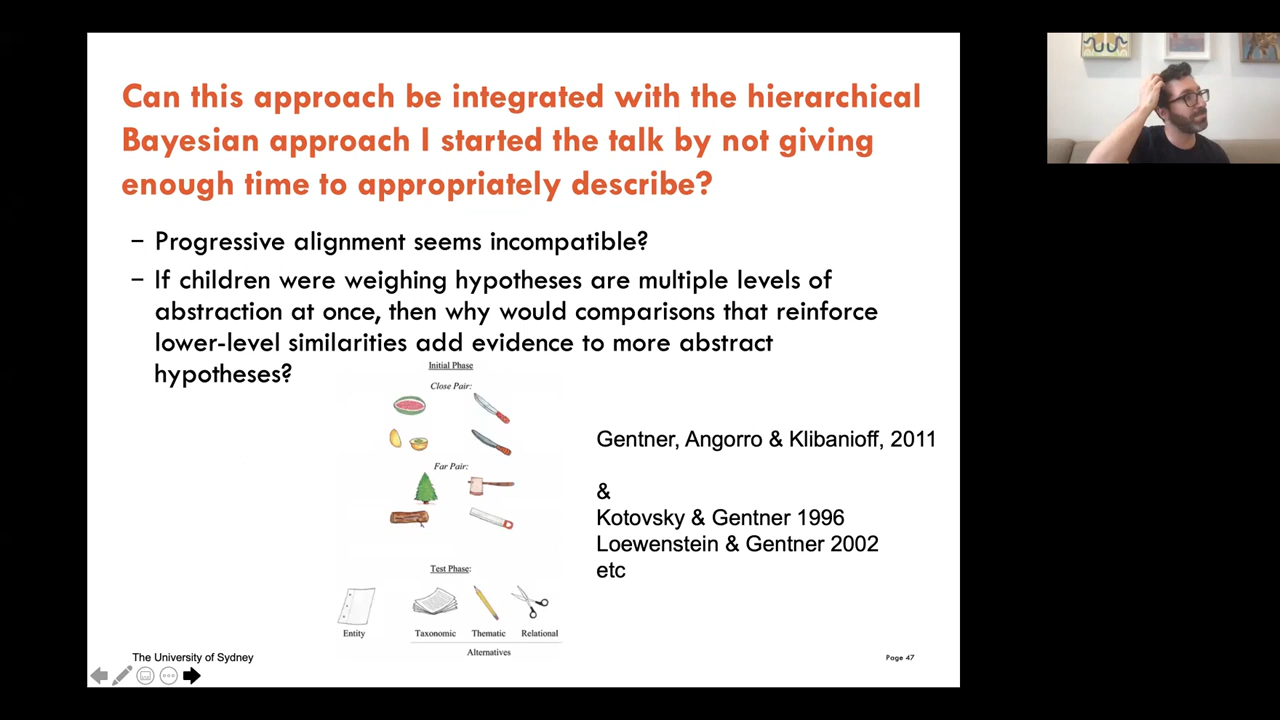 Can this approach be integrated with the hierarchical
Bayesian approach I started the talk by not giving
enough time to appropriately describe?
– Progressive alignment seems incompatible?
– If children were weighing hypotheses are multiple levels of
abstraction at once, then why would comparisons that reinforce
lower-level similarities add evidence to more abstract
hypotheses?
Initial Phase
Close Pair:
Far Pair:
Test Phase:
Entity
Taxonomic
Thematic
Relational
Alternatives
Gentner, Angorro & Klibanioff, 2011
&
Kotovsky & Gentner 1996
Loewenstein & Gentner 2002
etc
The University of Sydney
Page 47